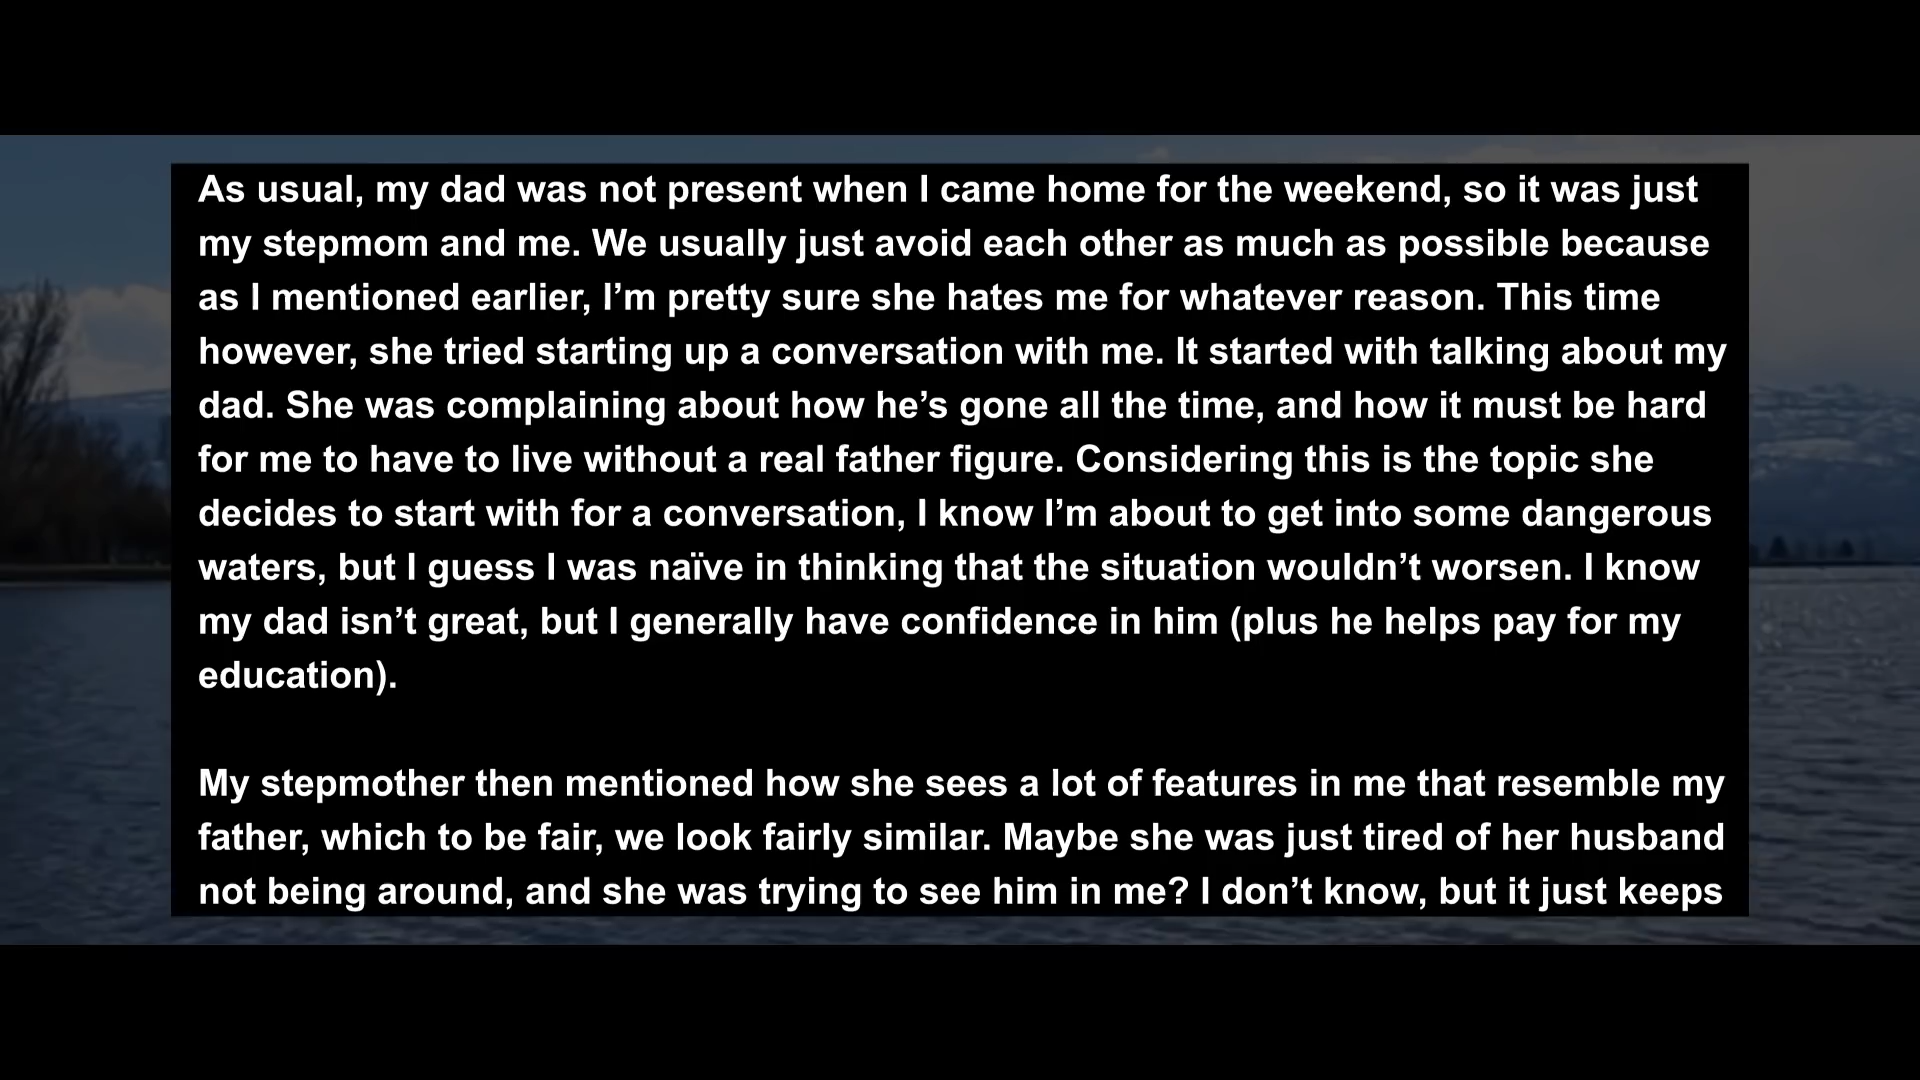 As usual, my dad was not present when I came home for the weekend, so it was just
my stepmom and me. We usually just avoid each other as much as possible because
as I mentioned earlier, I’m pretty sure she hates me for whatever reason. This time
however, she tried starting up a conversation with me. It started with talking about my
dad. She was complaining about how he’s gone all the time, and how it must be hard
for me to have to live without a real father figure. Considering this is the topic she
decides to start with for a conversation, I know I’m about to get into some dangerous
waters, but I guess I was naïve in thinking that the situation wouldn’t worsen. I know
my dad isn’t great, but I generally have confidence in him (plus he helps pay for my
education).
My stepmother then mentioned how she sees a lot of features in me that resemble my
father, which to be fair, we look fairly similar. Maybe she was just tired of her husband
not being around, and she was trying to see him in me? I don’t know, but it just keeps